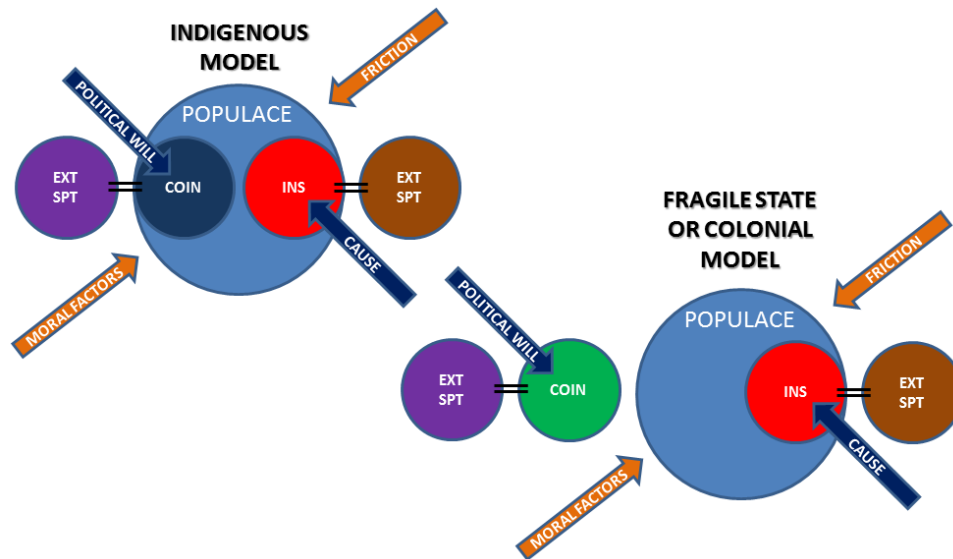 INDIGENOUS
MODEL
FRICTION
POLITICAL WILL
POPULACE
EXT
SPT
COIN
INS
EXT
SPT
CAUSE
MORAL FACTORS
FRAGILE STATE
OR COLONIAL
MODEL
FRICTION
POLITICAL WILL
POPULACE
EXT
SPT
COIN
INS
EXT
SPT
CAUSE
MORAL FACTORS